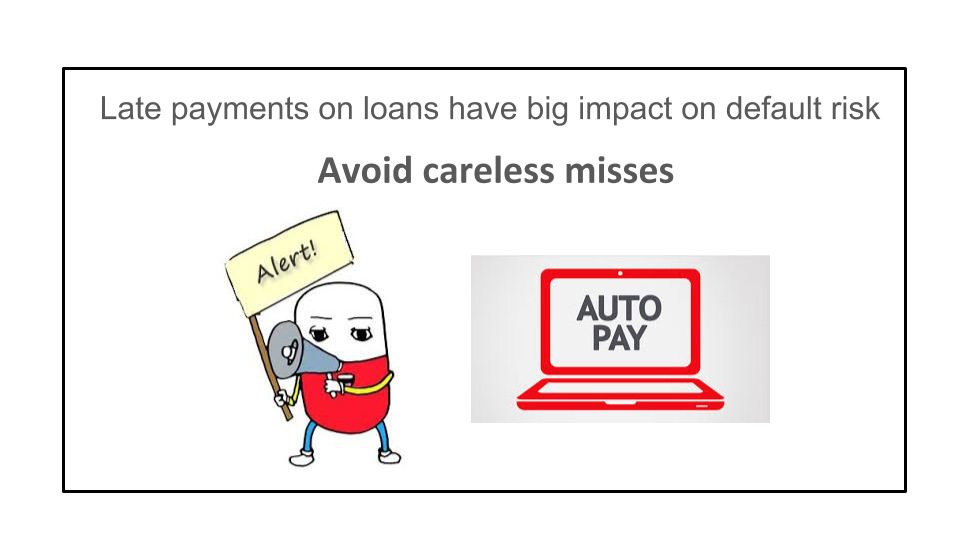 Late payments on loans have big impact on default risk
Avoid careless misses
Alert!
AUTO
PAY